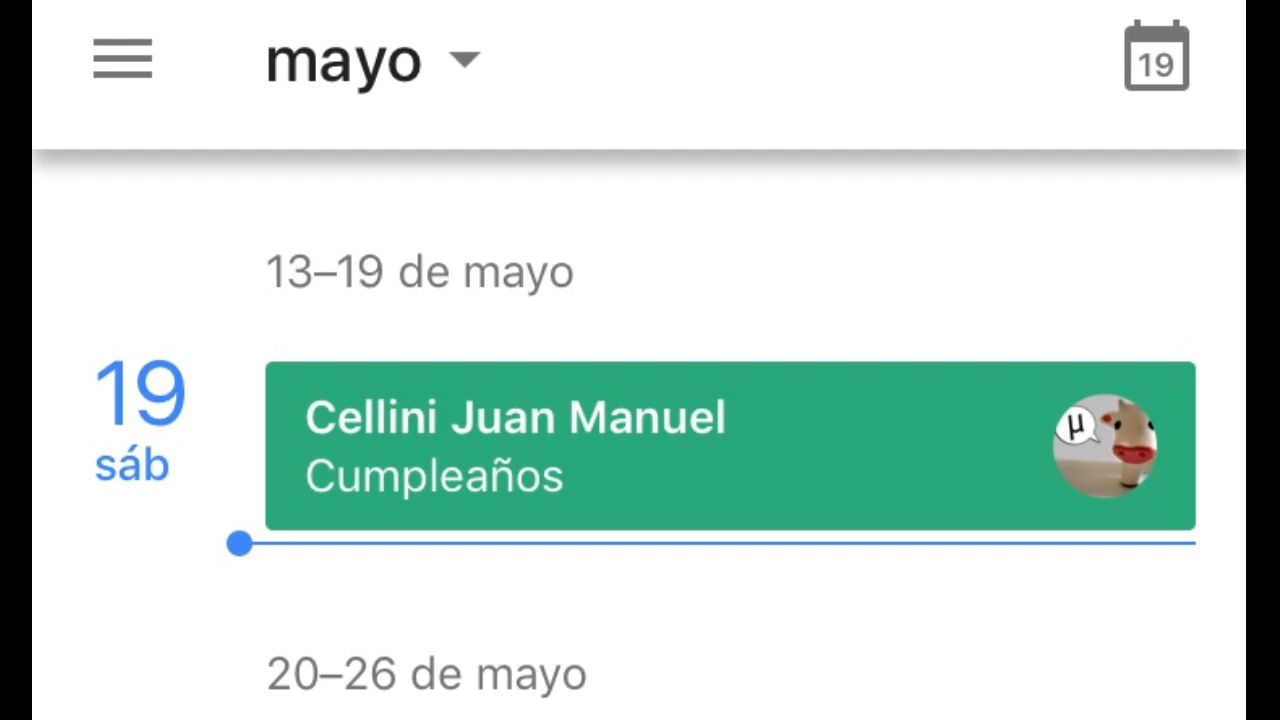 mayo
19
13–19 de mayo
19
sáb
Cellini Juan Manuel
Cumpleaños
µ
20–26 de mayo